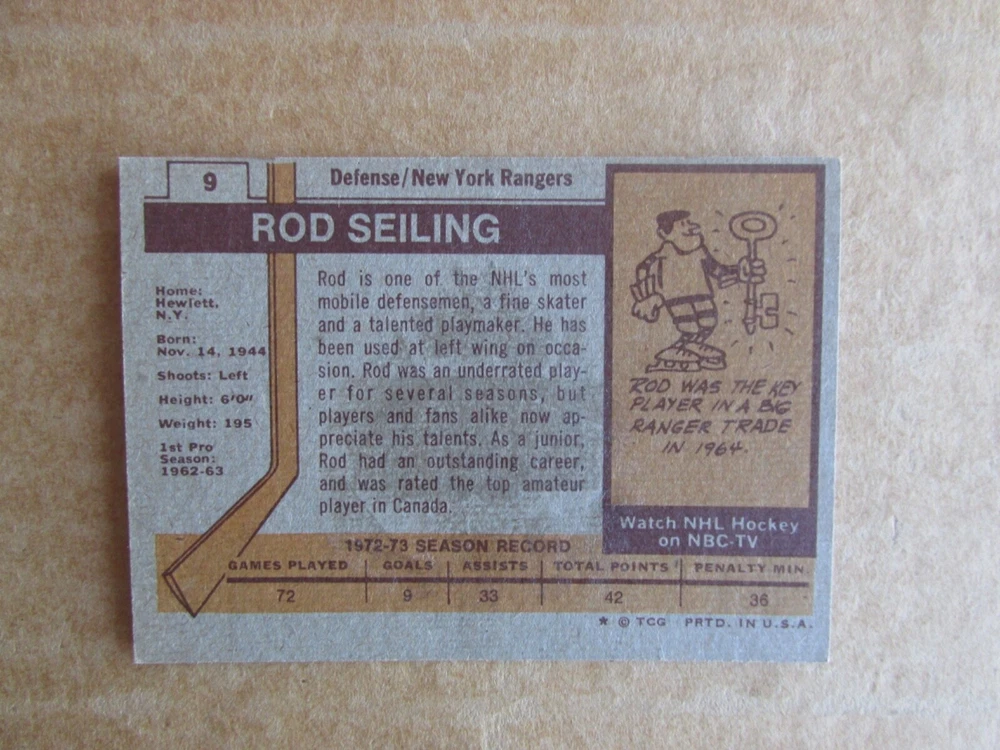 9
Defense/New York Rangers
ROD SEILING
Home:
Hewlett,
N.Y.
Born:
Nov. 14, 1944
Shoots: Left
Height: 6'0"
Weight: 195
1st Pro
Season:
1962-63
Rod is one of the NHL's most
mobile defensemen, a fine skater
and a talented playmaker. He has
been used at left wing on occa-
sion. Rod was an underrated play-
er for several seasons, but
players and fans alike now ap-
preciate his talents. As a junior,
Rod had an outstanding career,
and was rated the top amateur
player in Canada.
ROD WAS THE KEY
PLAYER IN A BIG
RANGER TRADE
IN 1964.
Watch NHL Hockey
on NBC-TV
1972-73 SEASON RECORD
GAMES PLAYED GOALS ASSISTS TOTAL POINTS PENALTY MIN.
72 9 33 42 36
* © TCG PRTD. IN U.S.A.